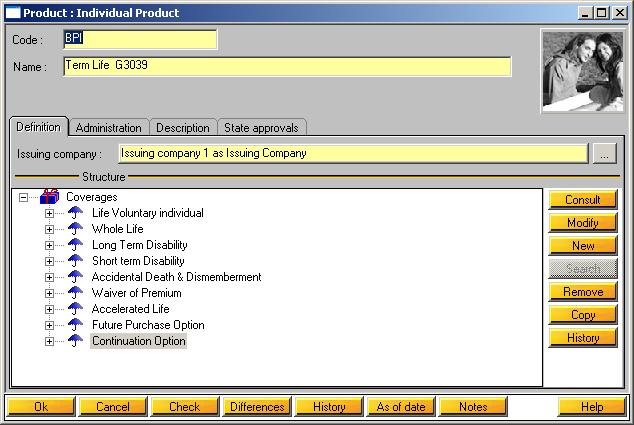 Product : Individual Product
Code :
BPI
Name :
Term Life G3039
Definition
Administration
Description
State approvals
Issuing company :
Issuing company 1 as Issuing Company
...
Structure
Coverages
Life Voluntary individual
Whole Life
Long Term Disability
Short term Disability
Accidental Death & Dismemberment
Waiver of Premium
Accelerated Life
Future Purchase Option
Continuation Option
Consult
Modify
New
Search
Remove
Copy
History
Ok
Cancel
Check
Differences
History
As of date
Notes
Help